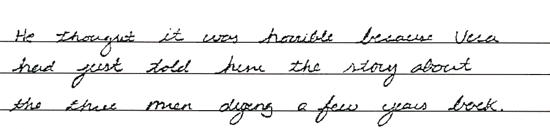 He thought it was horrible because Vera
had just told him the story about
the three men dying a few years back.